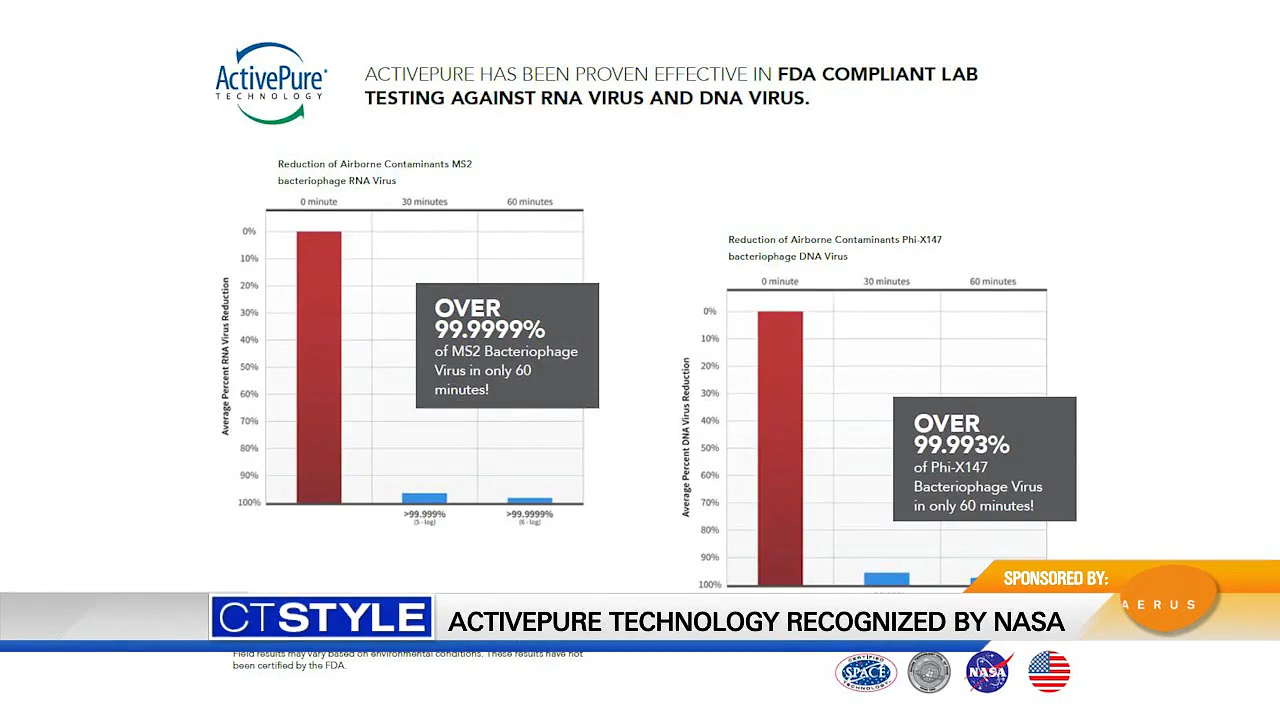 ActivePure
TECHNOLOGY
ACTIVEPURE HAS BEEN PROVEN EFFECTIVE IN FDA COMPLIANT LAB
TESTING AGAINST RNA VIRUS AND DNA VIRUS.
Reduction of Airborne Contaminants MS2
bacteriophage RNA Virus
0 minute 30 minutes 60 minutes
Average Percent RNA Virus Reduction
0%
10%
20%
30%
40%
50%
60%
70%
80%
90%
100%
OVER
99.9999%
of MS2 Bacteriophage
Virus in only 60
minutes!
>99.999% >99.9999%
(5 - log) (6 - log)
Reduction of Airborne Contaminants Phi-X147
bacteriophage DNA Virus
0 minute 30 minutes 60 minutes
Average Percent DNA Virus Reduction
0%
10%
20%
30%
40%
50%
60%
70%
80%
90%
100%
OVER
99.993%
of Phi-X147
Bacteriophage Virus
in only 60 minutes!
SPONSORED BY:
AERUS
CT STYLE
ACTIVEPURE TECHNOLOGY RECOGNIZED BY NASA
Field results may vary based on environmental conditions. These results have not
been certified by the FDA.
CERTIFIED
SPACE
TECHNOLOGY
NASA